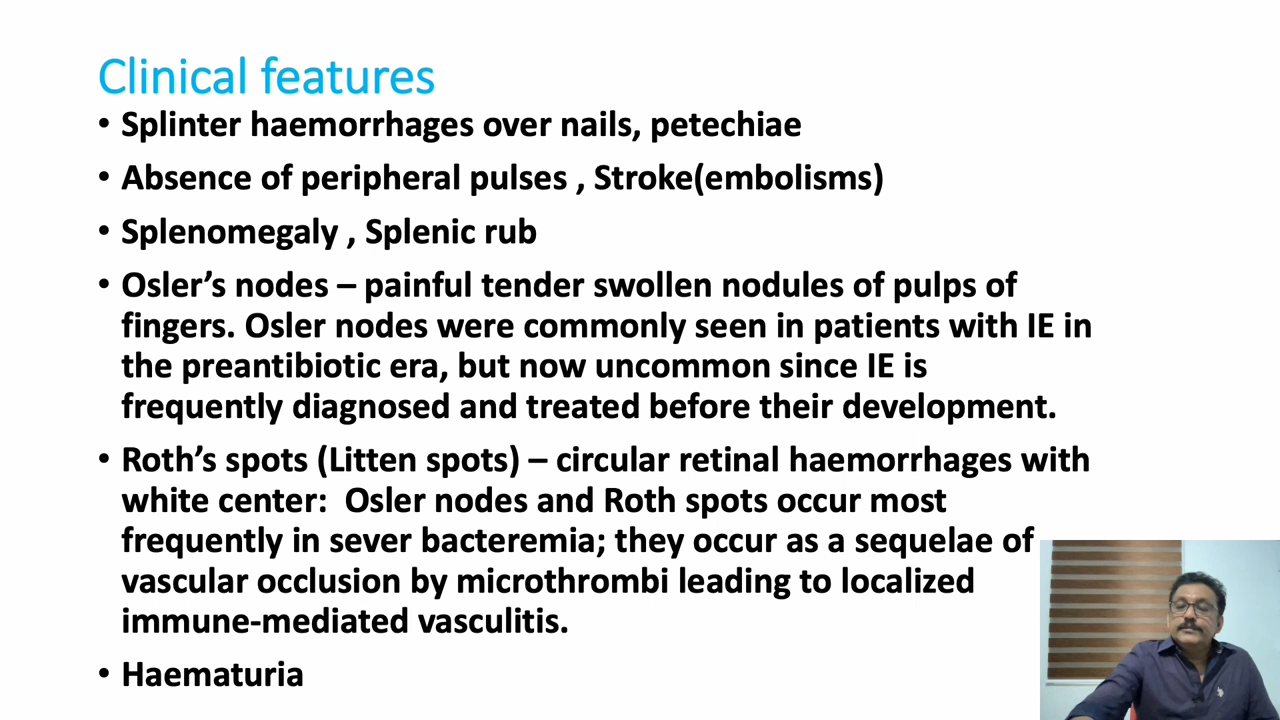 Clinical features
• Splinter haemorrhages over nails, petechiae
• Absence of peripheral pulses , Stroke(embolisms)
• Splenomegaly , Splenic rub
• Osler’s nodes – painful tender swollen nodules of pulps of
fingers. Osler nodes were commonly seen in patients with IE in
the preantibiotic era, but now uncommon since IE is
frequently diagnosed and treated before their development.
• Roth’s spots (Litten spots) – circular retinal haemorrhages with
white center:  Osler nodes and Roth spots occur most
frequently in sever bacteremia; they occur as a sequelae of
vascular occlusion by microthrombi leading to localized
immune-mediated vasculitis.
• Haematuria